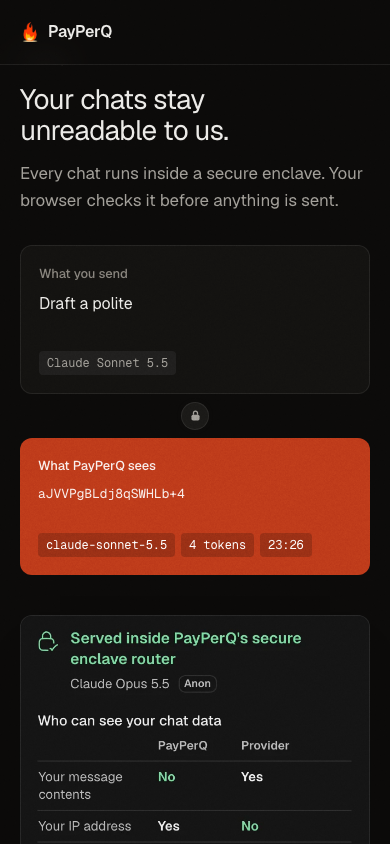 PayPerQ
Your chats stay
unreadable to us.
Every chat runs inside a secure enclave. Your
browser checks it before anything is sent.
What you send
Draft a polite
Claude Sonnet 5.5
What PayPerQ sees
aJVVPgBLdj8qSWHLb+4
claude-sonnet-5.5 4 tokens 23:26
Served inside PayPerQ's secure
enclave router
Claude Opus 5.5 Anon
Who can see your chat data
PayPerQ Provider
Your message
contents No Yes
Your IP address Yes No